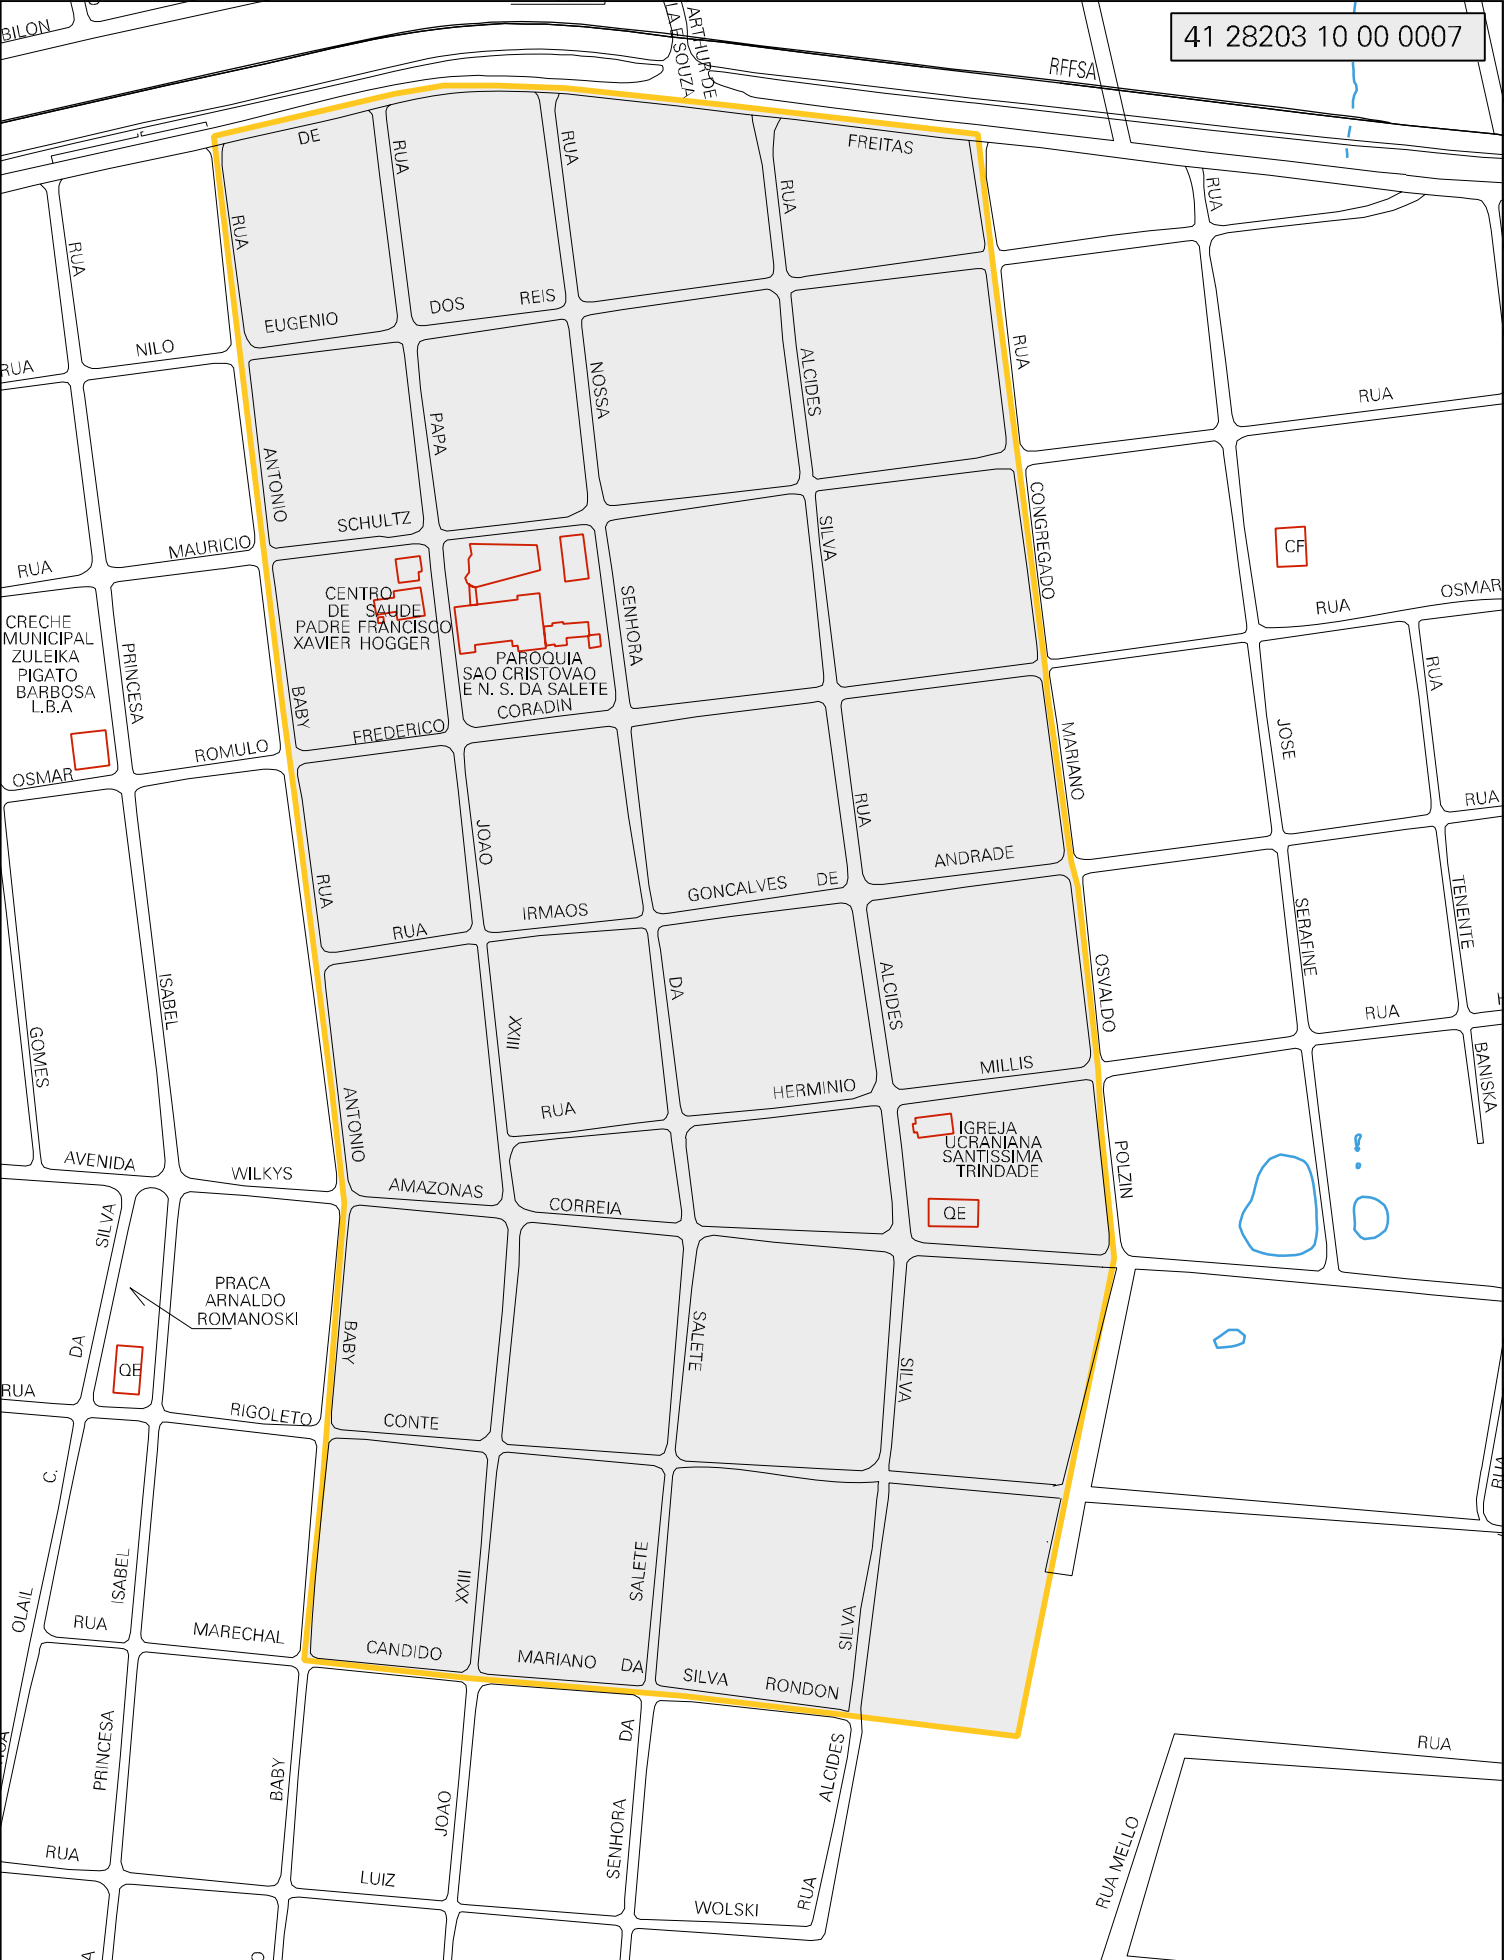 41 28203 10 00 0007
BILON
ARTHUR DE
LA E SOUZA
RFFSA
DE
RUA
RUA
FREITAS
RUA
RUA
RUA
RUA
EUGENIO
DOS
REIS
NILO
RUA
RUA
NOSSA
ALCIDES
RUA
PAPA
ANTONIO
SCHULTZ
MAURICIO
RUA
SILVA
CONGREGADO
CF
RUA
OSMAR
CRECHE
MUNICIPAL
ZULEIKA
PIGATO
BARBOSA
L.B.A
OSMAR
PRINCESA
ROMULO
CENTRO
DE SAUDE
PADRE FRANCISCO
XAVIER HOGGER
BABY
FREDERICO
PAROQUIA
SAO CRISTOVAO
E N. S. DA SALETE
CORADIN
SENHORA
MARIANO
JOSE
RUA
RUA
RUA
JOAO
RUA
ANDRADE
RUA
IRMAOS
GONCALVES
DE
SERAFINE
TENENTE
ISABEL
GOMES
XXIII
DA
ALCIDES
OSVALDO
RUA
BANISKA
ANTONIO
RUA
HERMINIO
MILLIS
IGREJA
UCRANIANA
SANTISSIMA
TRINDADE
QE
POLZIN
AVENIDA
WILKYS
AMAZONAS
CORREIA
SILVA
DA
PRACA
ARNALDO
ROMANOSKI
QE
BABY
SALETE
SILVA
RUA
RIGOLETO
CONTE
C.
OLAIL
ISABEL
XXIII
SALETE
SILVA
RUA
RUA
MARECHAL
CANDIDO
MARIANO
DA
SILVA
RONDON
PRINCESA
BABY
JOAO
DA
SENHORA
ALCIDES
RUA
RUA
RUA MELLO
RUA
LUIZ
WOLSKI